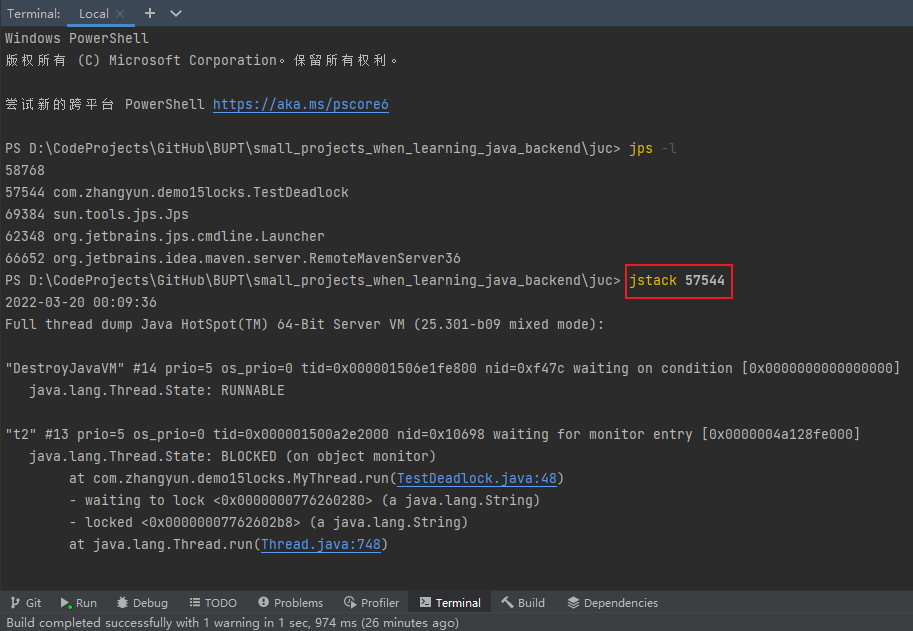 Terminal: Local × + 
Windows PowerShell
版权所有 (C) Microsoft Corporation。保留所有权利。
尝试新的跨平台 PowerShell https://aka.ms/pscore6
PS D:\CodeProjects\GitHub\BUPT\small_projects_when_learning_java_backend\juc> jps -l
58768
57544 com.zhangyun.demo15locks.TestDeadlock
69384 sun.tools.jps.Jps
62348 org.jetbrains.jps.cmdline.Launcher
66652 org.jetbrains.idea.maven.server.RemoteMavenServer36
PS D:\CodeProjects\GitHub\BUPT\small_projects_when_learning_java_backend\juc> jstack 57544
2022-03-20 00:09:36
Full thread dump Java HotSpot(TM) 64-Bit Server VM (25.301-b09 mixed mode):
"DestroyJavaVM" #14 prio=5 os_prio=0 tid=0x000001506e1fe800 nid=0xf47c waiting on condition [0x0000000000000000]
java.lang.Thread.State: RUNNABLE
"t2" #13 prio=5 os_prio=0 tid=0x000001500a2e2000 nid=0x10698 waiting for monitor entry [0x0000004a128fe000]
java.lang.Thread.State: BLOCKED (on object monitor)
at com.zhangyun.demo15locks.MyThread.run(TestDeadlock.java:48)
- waiting to lock <0x0000000776260280> (a java.lang.String)
- locked <0x00000007762602b8> (a java.lang.String)
at java.lang.Thread.run(Thread.java:748)
Git Run Debug TODO Problems Profiler Terminal Build Dependencies
Build completed successfully with 1 warning in 1 sec, 974 ms (26 minutes ago)